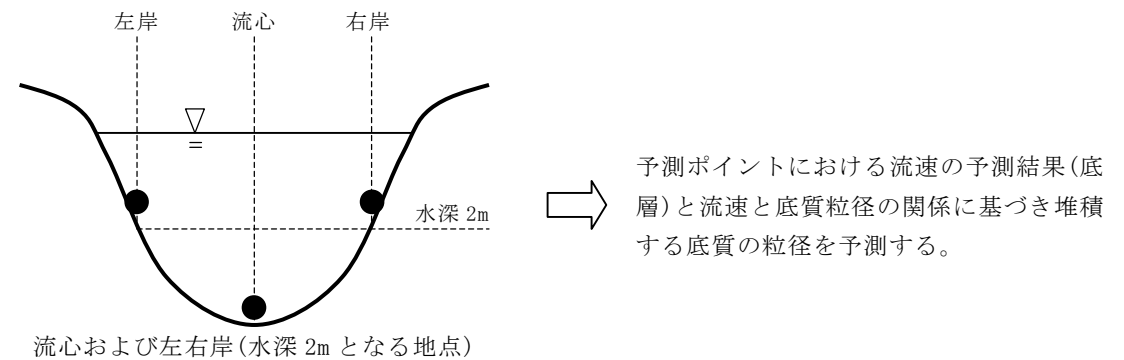 左岸 流心 右岸
水深 2m
予測ポイントにおける流速の予測結果(底
層)と流速と底質粒径の関係に基づき堆積
する底質の粒径を予測する。
流心および左右岸(水深 2m となる地点)